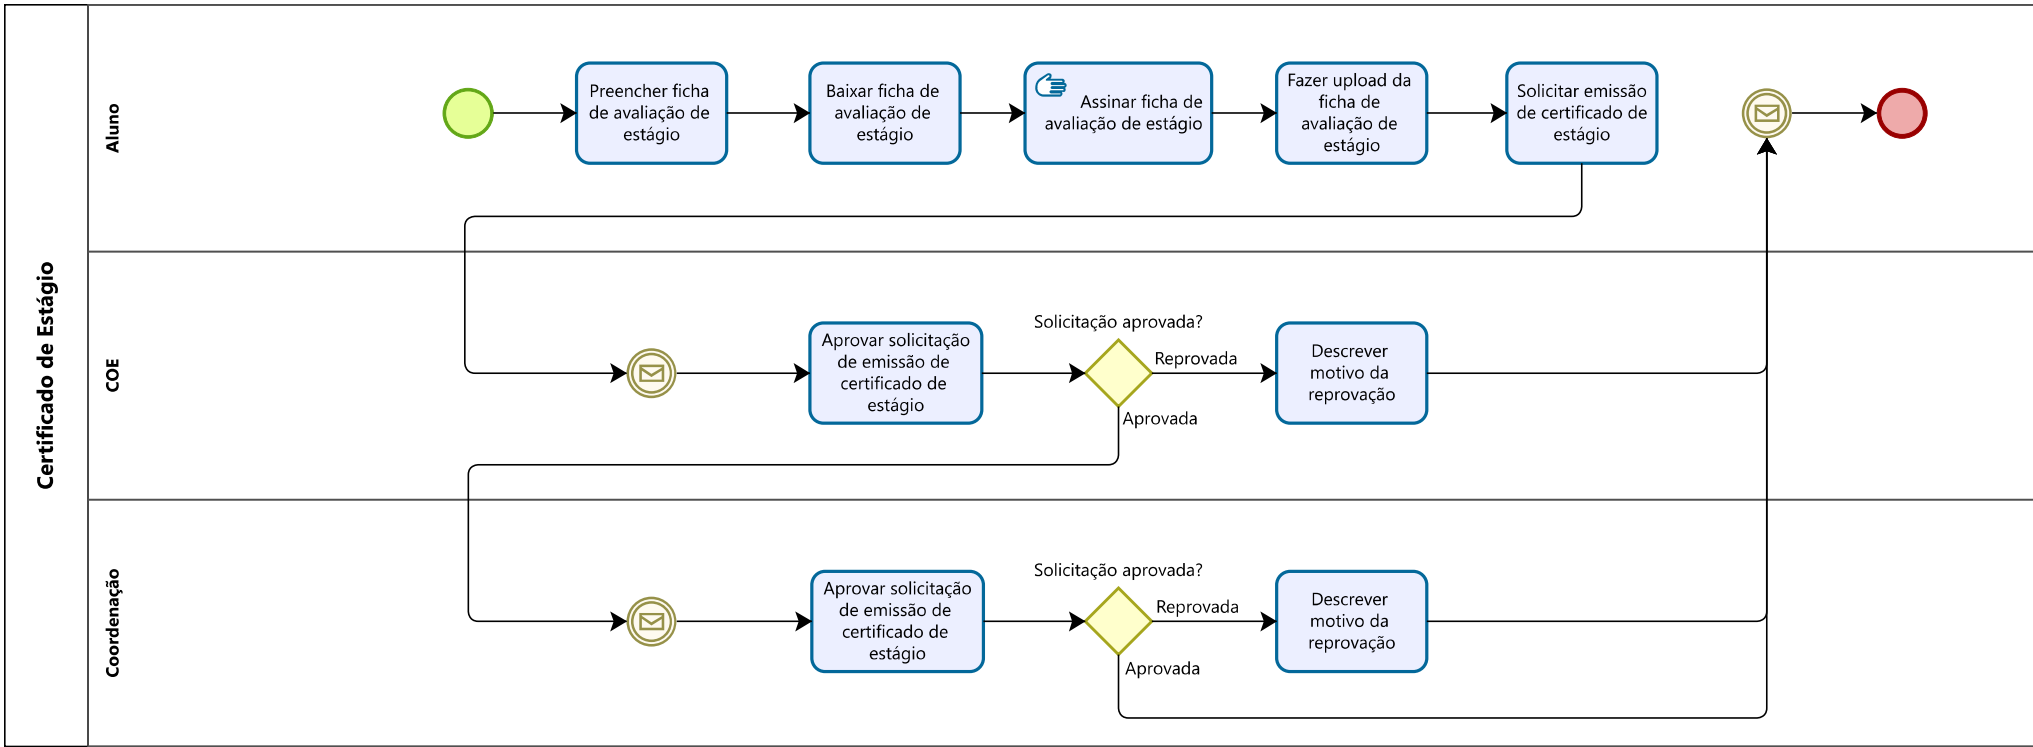 Certificado de Estágio
Aluno
Preencher ficha
de avaliação de
estágio
Baixar ficha de
avaliação de
estágio
Assinar ficha de
avaliação de estágio
Fazer upload da
ficha de
avaliação de
estágio
Solicitar emissão
de certificado de
estágio
COE
Aprovar solicitação
de emissão de
certificado de
estágio
Solicitação aprovada?
Reprovada
Aprovada
Descrever
motivo da
reprovação
Coordenação
Aprovar solicitação
de emissão de
certificado de
estágio
Solicitação aprovada?
Reprovada
Aprovada
Descrever
motivo da
reprovação